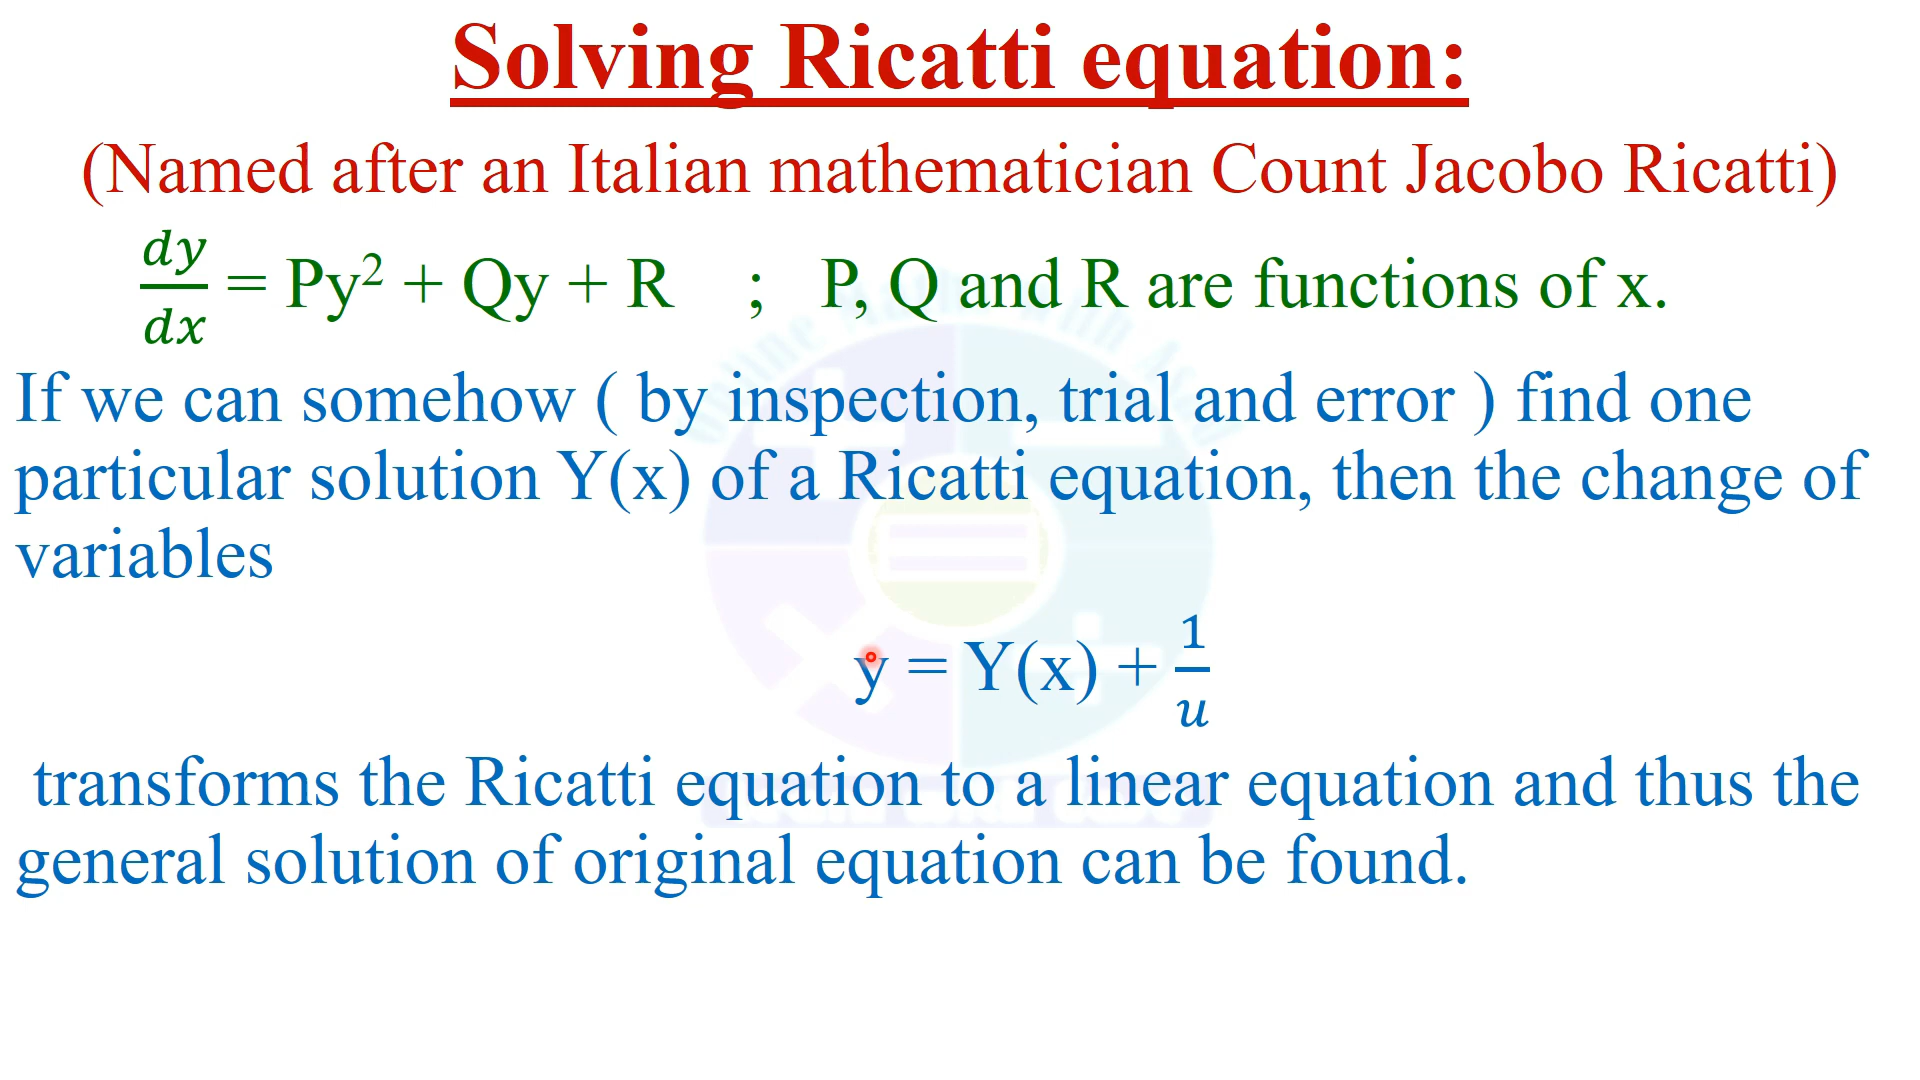 Solving Ricatti equation:
(Named after an Italian mathematician Count Jacobo Ricatti)
dy/dx = Py² + Qy + R ; P, Q and R are functions of x.
If we can somehow ( by inspection, trial and error ) find one
particular solution Y(x) of a Ricatti equation, then the change of
variables
y = Y(x) + 1/u
transforms the Ricatti equation to a linear equation and thus the
general solution of original equation can be found.